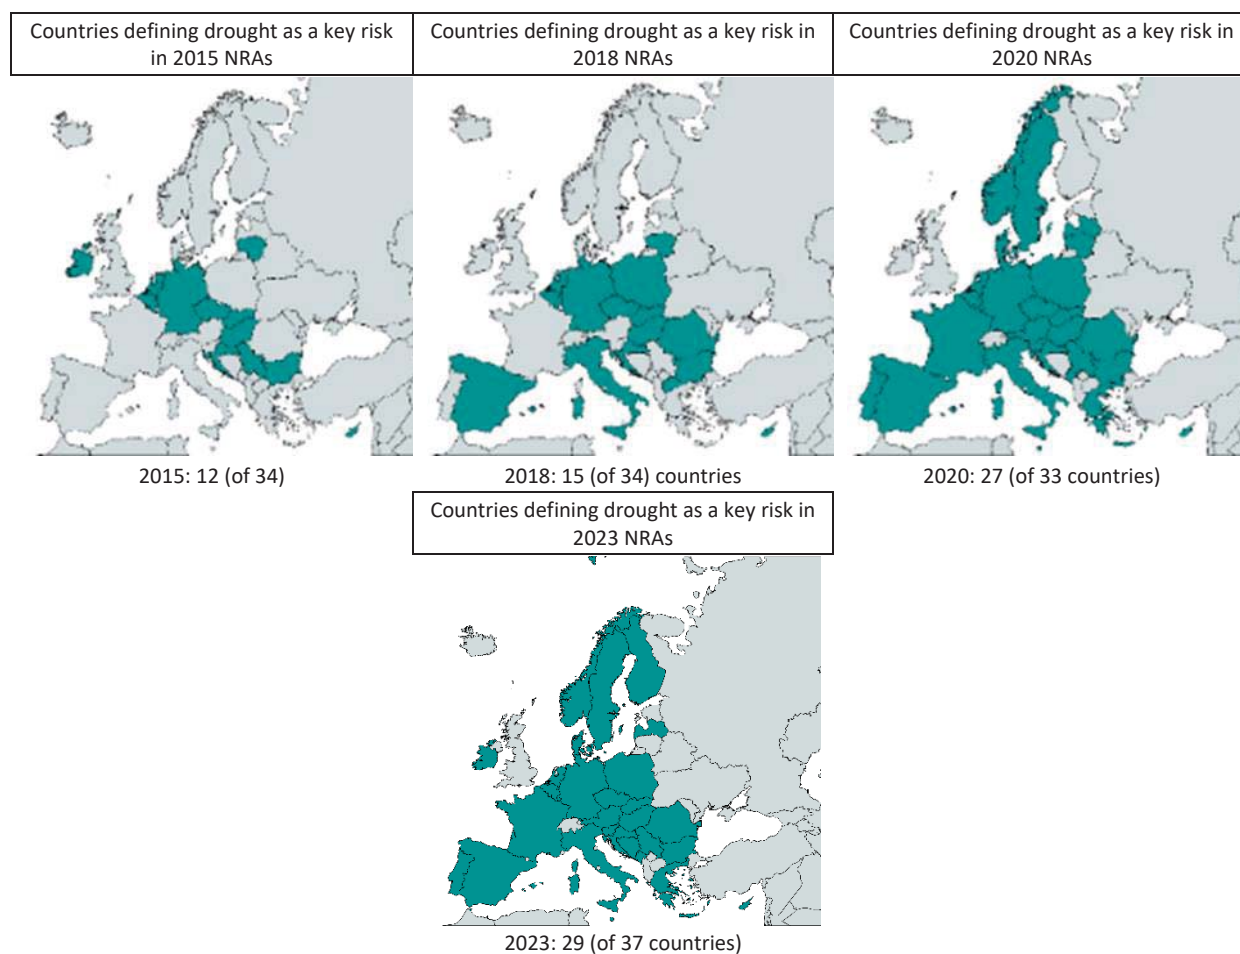 Countries defining drought as a key risk
in 2015 NRAs
Countries defining drought as a key risk in
2018 NRAs
Countries defining drought as a key risk in
2020 NRAs
2015: 12 (of 34)
2018: 15 (of 34) countries
2020: 27 (of 33 countries)
Countries defining drought as a key risk in
2023 NRAs
2023: 29 (of 37 countries)